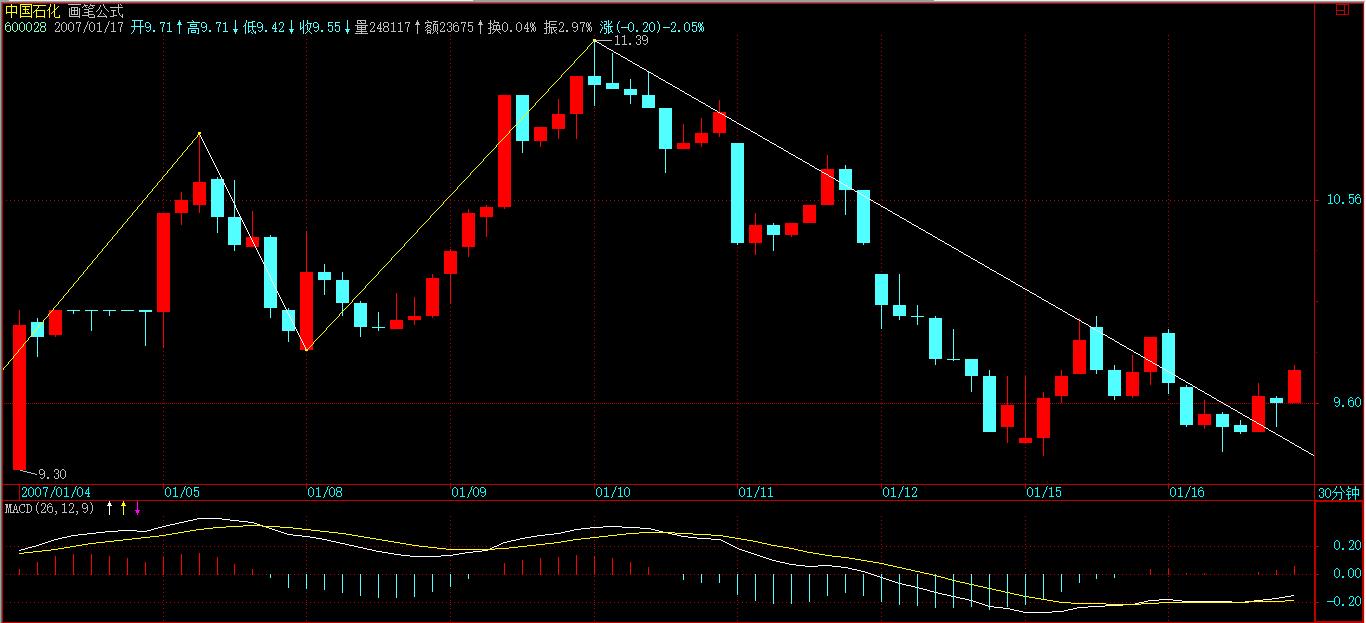 中国石化 画笔公式
600028 2007/01/17 开9.71↑高9.71↓低9.42↓收9.55↓量248117↑额23675↑换0.04% 振2.97% 涨(-0.20)-2.05%
11.39
10.56
9.60
9.30
2007/01/04 01/05 01/08 01/09 01/10 01/11 01/12 01/15 01/16 30分钟
MACD(26,12,9) ↑ ↑ ↓
0.20
0.00
-0.20